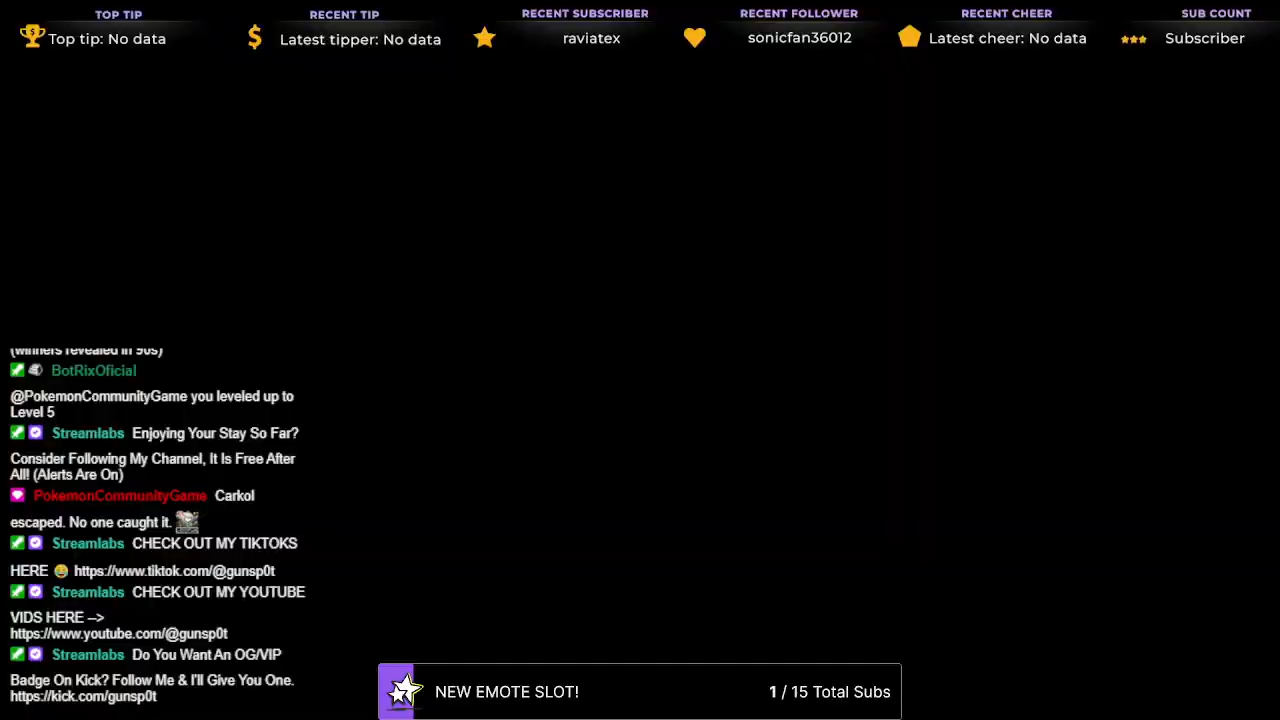 TOP TIP
Top tip: No data
RECENT TIP
Latest tipper: No data
RECENT SUBSCRIBER
raviatex
RECENT FOLLOWER
sonicfan36012
RECENT CHEER
Latest cheer: No data
SUB COUNT
Subscriber
(winners revealed in 90s)
BotRixOficial
@PokemonCommunityGame you leveled up to
Level 5
Streamlabs Enjoying Your Stay So Far?
Consider Following My Channel, It Is Free After
All! (Alerts Are On)
PokemonCommunityGame Carkol
escaped. No one caught it.
Streamlabs CHECK OUT MY TIKTOKS
HERE 😂 https://www.tiktok.com/@gunsp0t
Streamlabs CHECK OUT MY YOUTUBE
VIDS HERE –>
https://www.youtube.com/@gunsp0t
Streamlabs Do You Want An OG/VIP
Badge On Kick? Follow Me & I'll Give You One.
https://kick.com/gunsp0t
NEW EMOTE SLOT!
1 / 15 Total Subs